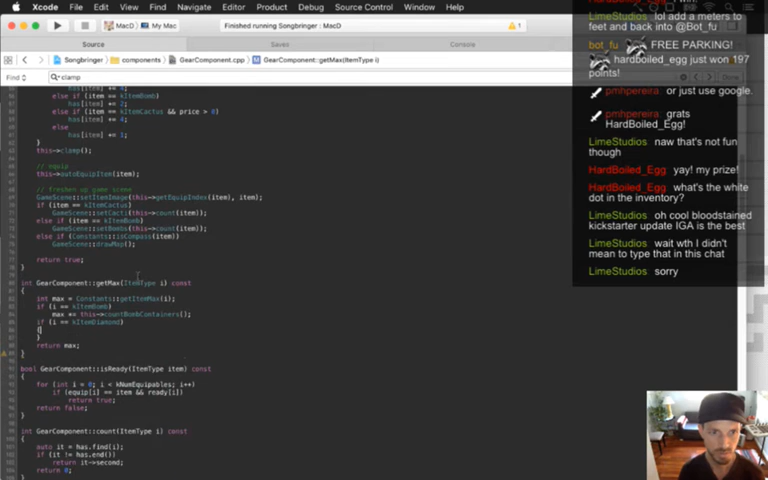 Xcode File Edit View Find Navigate Editor Product Debug Source Control Window Help
MacD My Mac
Finished running Songbringer : MacD
1
Source
Saves
Console
Songbringer components GearComponent.cpp GearComponent::getMax(ItemType i)
Find clamp
Done
else if (item == kItemBomb)
has[item] += 2;
else if (item == kItemCactus && price > 0)
has[item] += 4;
else
has[item] += 1;
}
this->clamp();
// equip
this->autoEquipItem(item);
// freshen up game scene
GameScene::setItemImage(this->getEquipIndex(item), item);
if (item == kItemCactus)
GameScene::setCacti(this->count(item));
else if (item == kItemBomb)
GameScene::setBombs(this->count(item));
else if (Constants::isCompass(item))
GameScene::drawMap();
return true;
}
int GearComponent::getMax(ItemType i) const
{
int max = Constants::getItemMax(i);
if (i == kItemBomb)
max *= this->countBombContainers();
if (i == kItemDiamond)
{
}
return max;
}
bool GearComponent::isReady(ItemType item) const
{
for (int i = 0; i < kNumEquipables; i++)
if (equip[i] == item && ready[i])
return true;
return false;
}
int GearComponent::count(ItemType i) const
{
auto it = has.find(i);
if (it != has.end())
return it->second;
return 0;
LimeStudios lol add a meters to
feet and back into @Bot_fu
bot_fu FREE PARKING!
hardboiled_egg just won 197
points!
pmhpereira or just use google.
pmhpereira grats
HardBoiled_Egg!
LimeStudios naw that's not fun
though
HardBoiled_Egg yay! my prize!
HardBoiled_Egg what's the white
dot in the inventory?
LimeStudios oh cool bloodstained
kickstarter update IGA is the best
LimeStudios wait wth I didn't
mean to type that in this chat
LimeStudios sorry